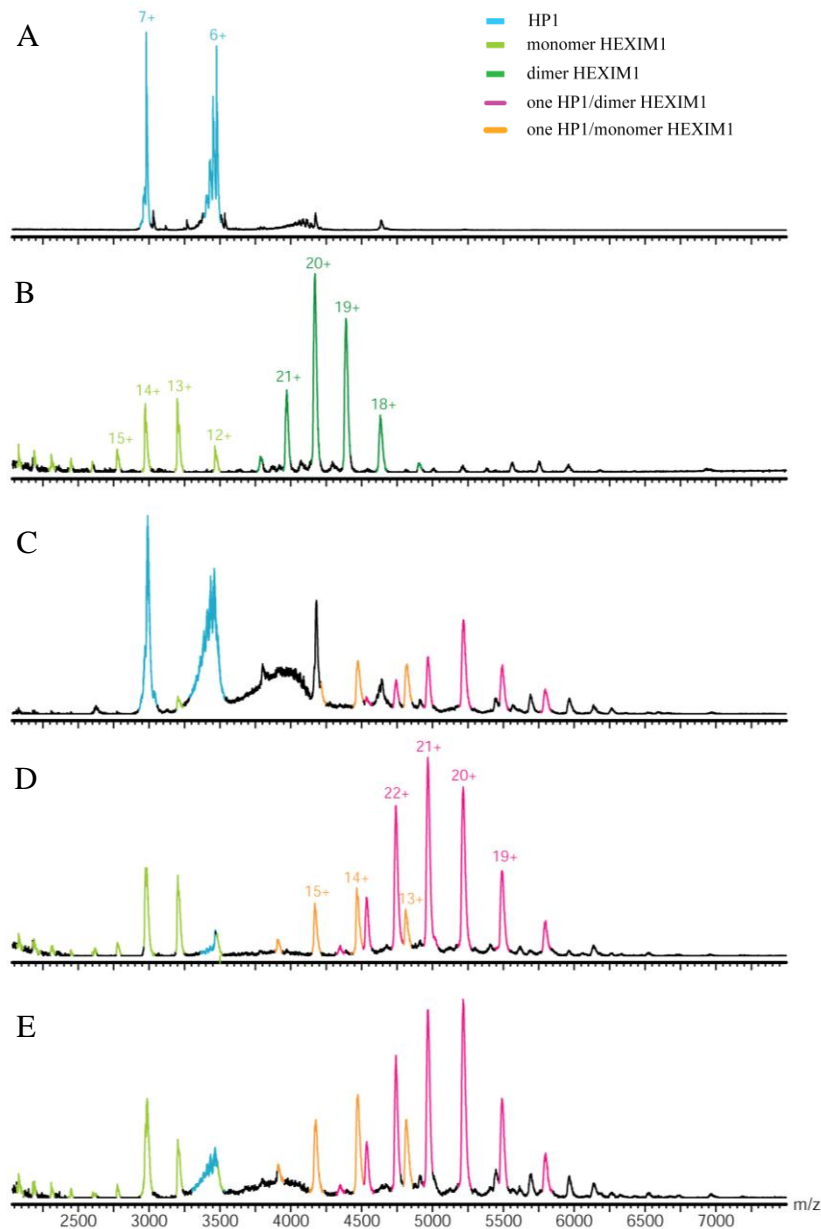 A
7+
6+
HP1
monomer HEXIM1
dimer HEXIM1
one HP1/dimer HEXIM1
one HP1/monomer HEXIM1
B
20+
19+
21+
18+
14+
13+
15+
12+
C
D
21+
22+
20+
19+
15+
14+
13+
E
2500 3000 3500 4000 4500 5000 5500 6000 6500 7000 m/z